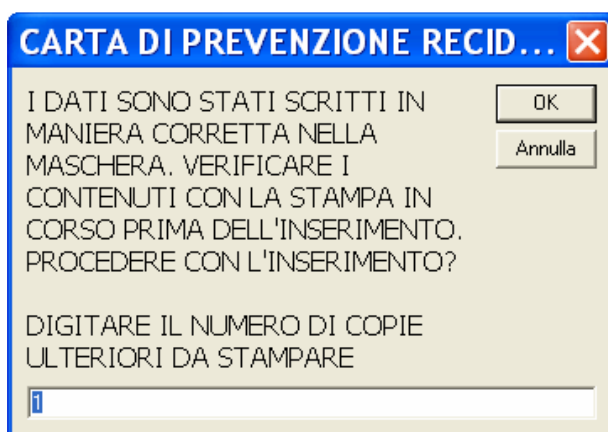 CARTA DI PREVENZIONE RECID...
I DATI SONO STATI SCRITTI IN
MANIERA CORRETTA NELLA
MASCHERA. VERIFICARE I
CONTENUTI CON LA STAMPA IN
CORSO PRIMA DELL'INSERIMENTO.
PROCEDERE CON L'INSERIMENTO?
OK
Annulla
DIGITARE IL NUMERO DI COPIE
ULTERIORI DA STAMPARE
1